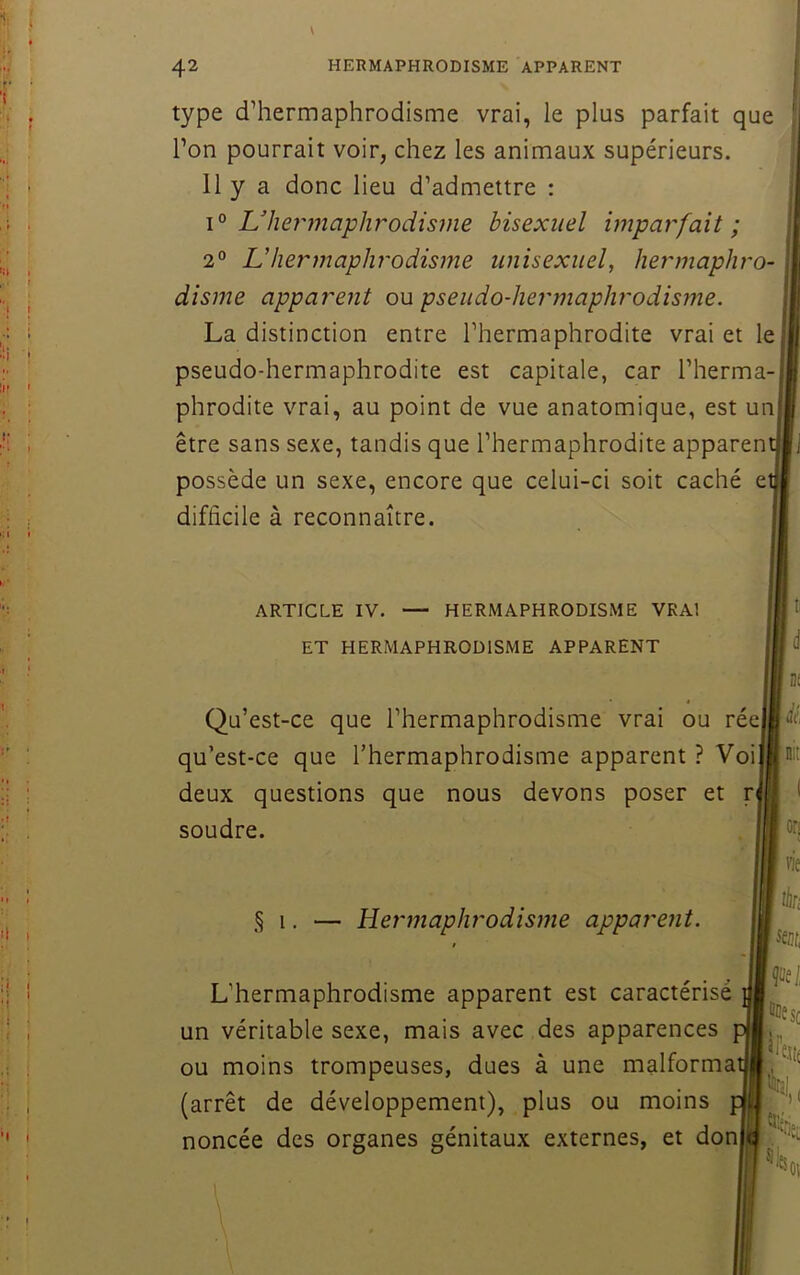 42 HERMAPHRODISME APPARENT
type d'hermaphrodisme vrai, le plus parfait que
l'on pourrait voir, chez les animaux supérieurs.
Il y a donc lieu d'admettre :
1° L'hermaphrodisme bisexuel imparfait ;
2° L'hermaphrodisme unisexuel, hermaphro-
disme apparent ou pseudo-hermaphrodisme.
La distinction entre l'hermaphrodite vrai et le
pseudo-hermaphrodite est capitale, car l'herma-
phrodite vrai, au point de vue anatomique, est un
être sans sexe, tandis que l'hermaphrodite apparent
possède un sexe, encore que celui-ci soit caché et
difficile à reconnaître.
ARTICLE IV. — HERMAPHRODISME VRAI
ET HERMAPHRODISME APPARENT
Qu'est-ce que l'hermaphrodisme vrai ou rée
qu'est-ce que l'hermaphrodisme apparent ? Voi
deux questions que nous devons poser et r
soudre.
§ 1. — Hermaphrodisme apparent.
L'hermaphrodisme apparent est caractérisé
un véritable sexe, mais avec des apparences p
ou moins trompeuses, dues à une malformat
(arrêt de développement), plus ou moins p
noncée des organes génitaux externes, et don